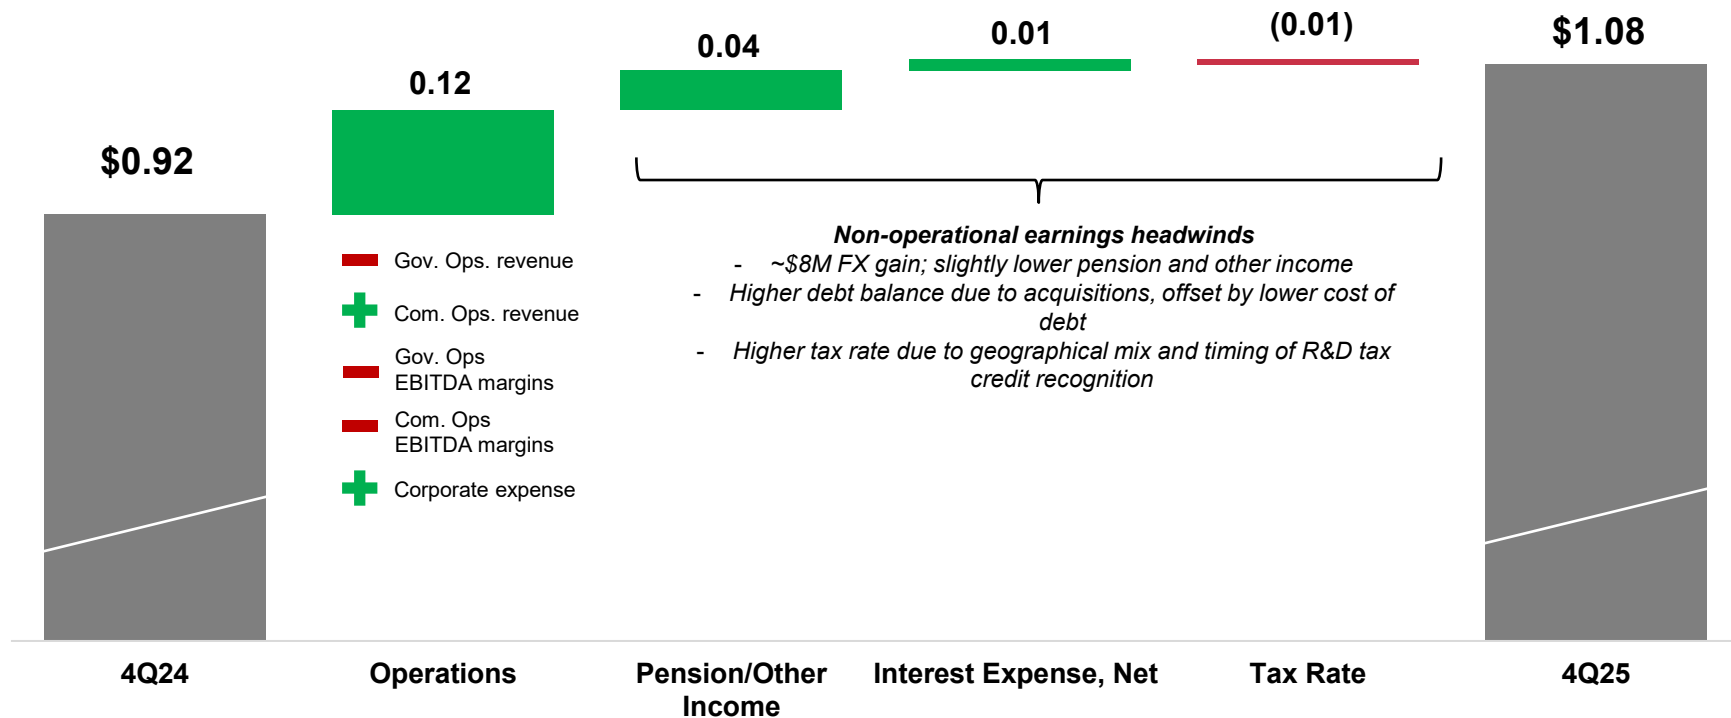 $0.92
0.12
0.04
0.01
(0.01)
$1.08
Gov. Ops. revenue
Com. Ops. revenue
Gov. Ops
EBITDA margins
Com. Ops
EBITDA margins
Corporate expense
Non-operational earnings headwinds
- ~$8M FX gain; slightly lower pension and other income
- Higher debt balance due to acquisitions, offset by lower cost of
debt
- Higher tax rate due to geographical mix and timing of R&D tax
credit recognition
4Q24
Operations
Pension/Other
Income
Interest Expense, Net
Tax Rate
4Q25